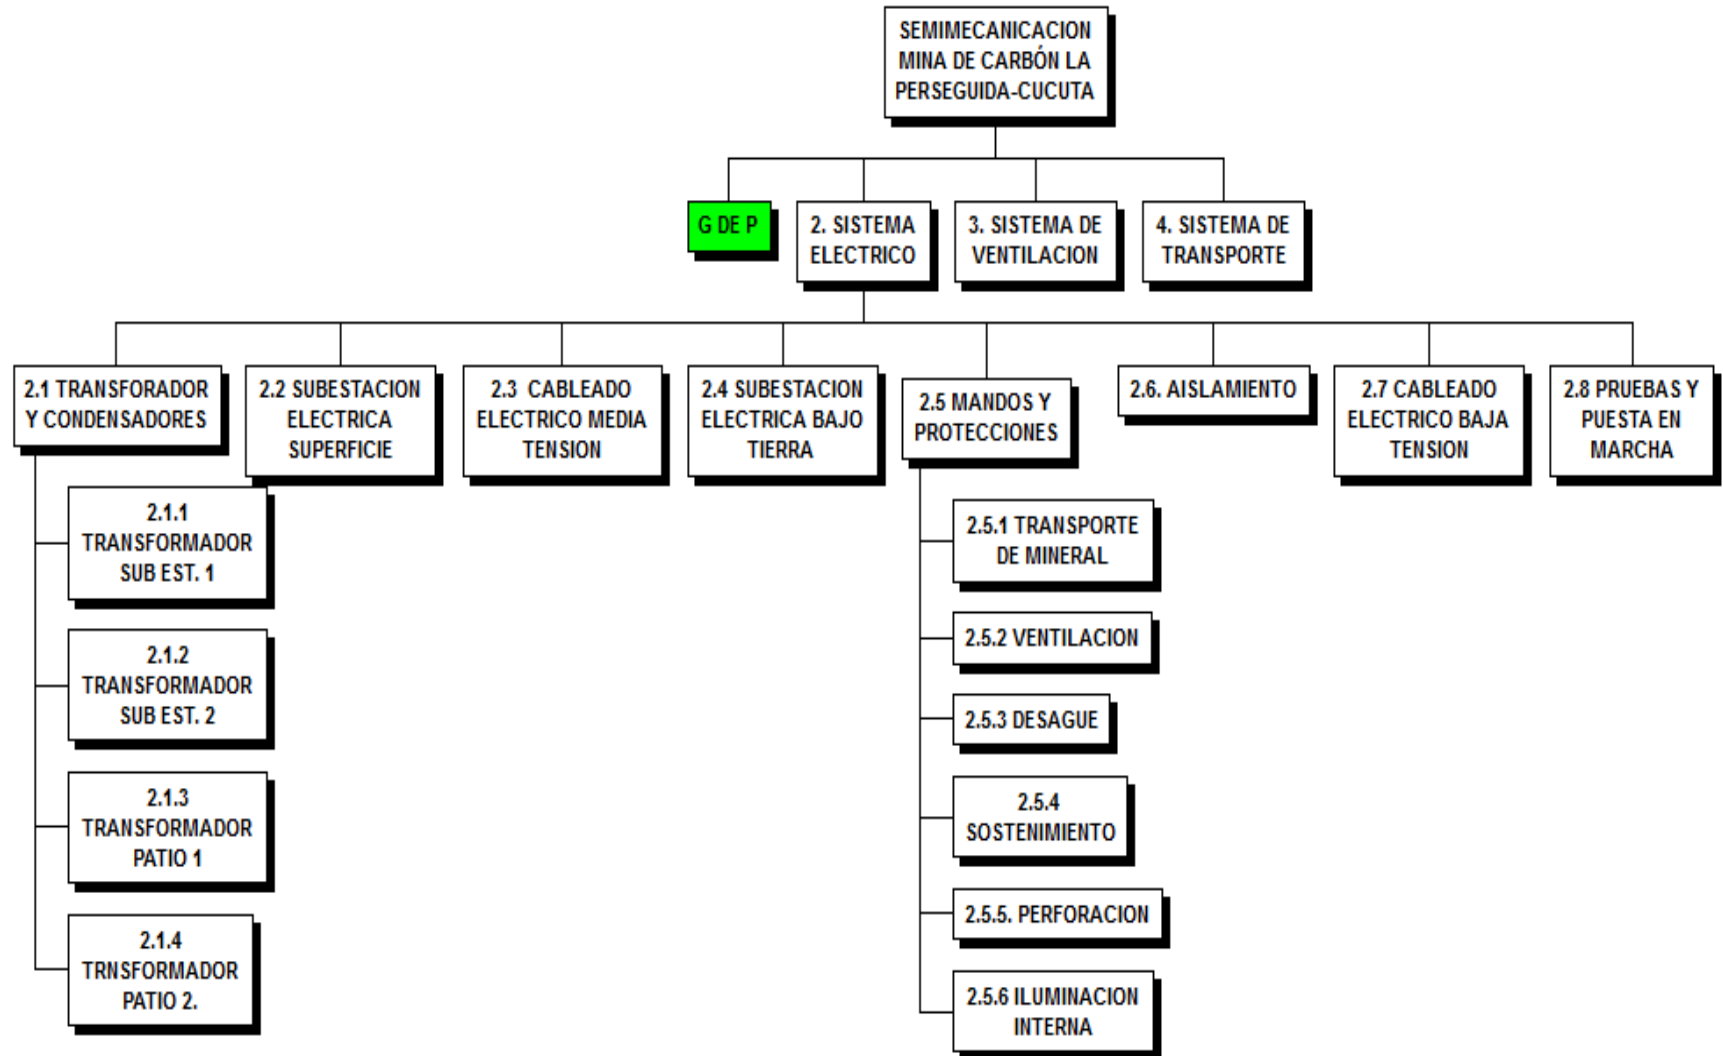 SEMIMECANICACION
MINA DE CARBÓN LA
PERSEGUIDA-CUCUTA
G DE P
2. SISTEMA
ELECTRICO
3. SISTEMA DE
VENTILACION
4. SISTEMA DE
TRANSPORTE
2.1 TRANSFORADOR
Y CONDENSADORES
2.2 SUBESTACION
ELECTRICA
SUPERFICIE
2.3 CABLEADO
ELECTRICO MEDIA
TENSION
2.4 SUBESTACION
ELECTRICA BAJO
TIERRA
2.5 MANDOS Y
PROTECCIONES
2.6. AISLAMIENTO
2.7 CABLEADO
ELECTRICO BAJA
TENSION
2.8 PRUEBAS Y
PUESTA EN
MARCHA
2.1.1
TRANSFORMADOR
SUB EST. 1
2.1.2
TRANSFORMADOR
SUB EST. 2
2.1.3
TRANSFORMADOR
PATIO 1
2.1.4
TRNSFORMADOR
PATIO 2.
2.5.1 TRANSPORTE
DE MINERAL
2.5.2 VENTILACION
2.5.3 DESAGUE
2.5.4
SOSTENIMIENTO
2.5.5. PERFORACION
2.5.6 ILUMINACION
INTERNA